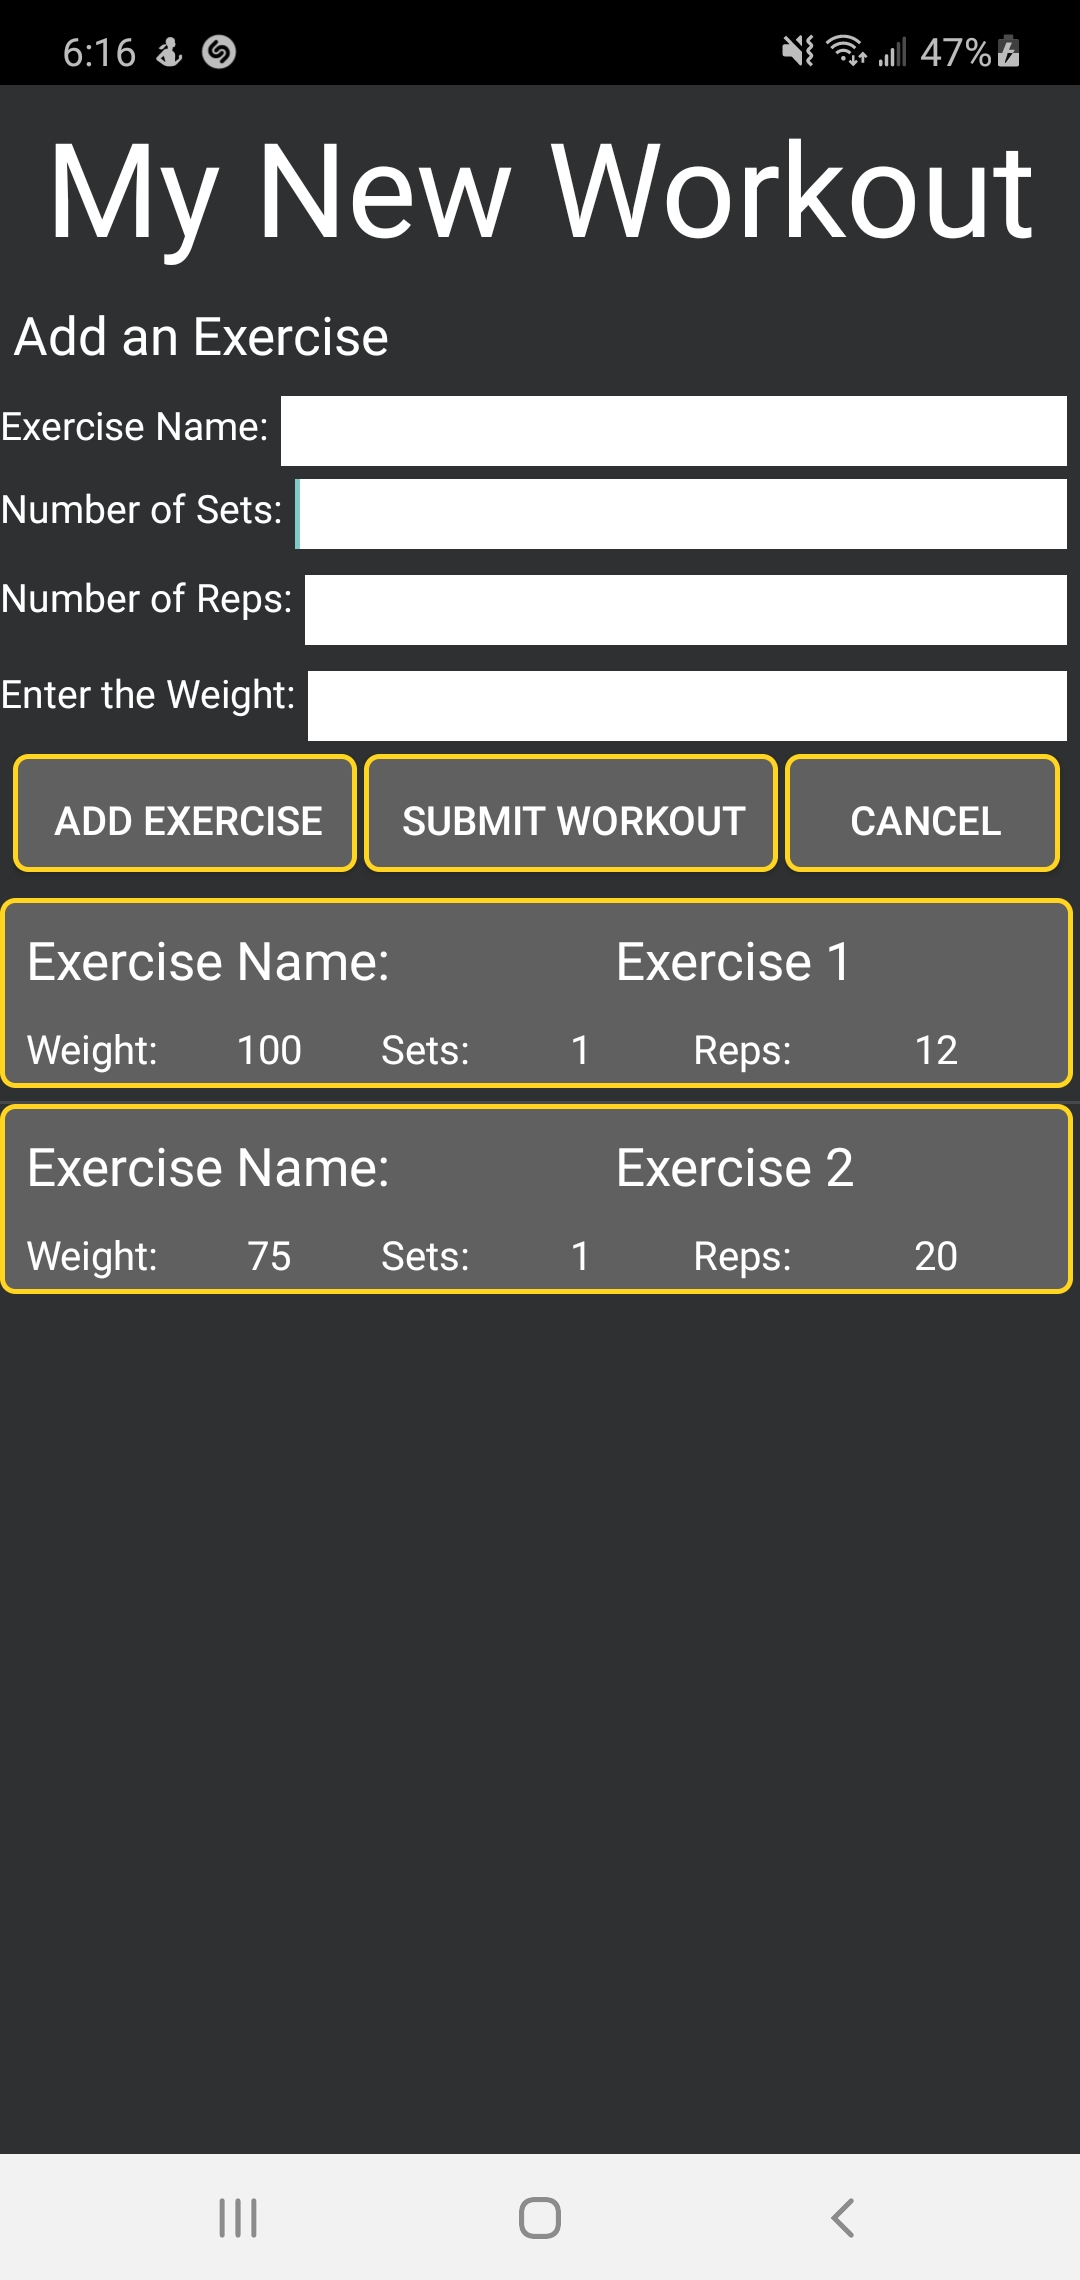 6:16 47%
My New Workout
Add an Exercise
Exercise Name:
Number of Sets:
Number of Reps:
Enter the Weight:
ADD EXERCISE SUBMIT WORKOUT CANCEL
Exercise Name: Exercise 1
Weight: 100 Sets: 1 Reps: 12
Exercise Name: Exercise 2
Weight: 75 Sets: 1 Reps: 20